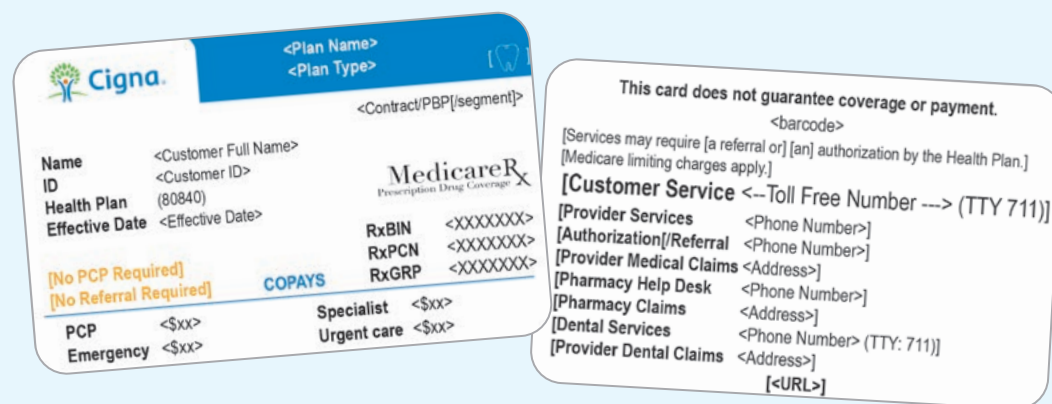 Cigna.
<Plan Name>
<Plan Type>
[ ]
<Contract/PBP[/segment]>
Name <Customer Full Name>
ID <Customer ID>
Health Plan (80840)
Effective Date <Effective Date>
MedicareRx
Prescription Drug Coverage
RxBIN <XXXXXXX>
RxPCN <XXXXXXX>
RxGRP <XXXXXXX>
[No PCP Required]
[No Referral Required]
COPAYS
PCP <$xx> Specialist <$xx>
Emergency <$xx> Urgent care <$xx>
This card does not guarantee coverage or payment.
<barcode>
[Services may require [a referral or] [an] authorization by the Health Plan.]
[Medicare limiting charges apply.]
[Customer Service <--Toll Free Number ---> (TTY 711)]
[Provider Services <Phone Number>]
[Authorization[/Referral <Phone Number>]
[Provider Medical Claims <Address>]
[Pharmacy Help Desk <Phone Number>]
[Pharmacy Claims <Address>]
[Dental Services <Phone Number> (TTY: 711)]
[Provider Dental Claims <Address>]
[<URL>]